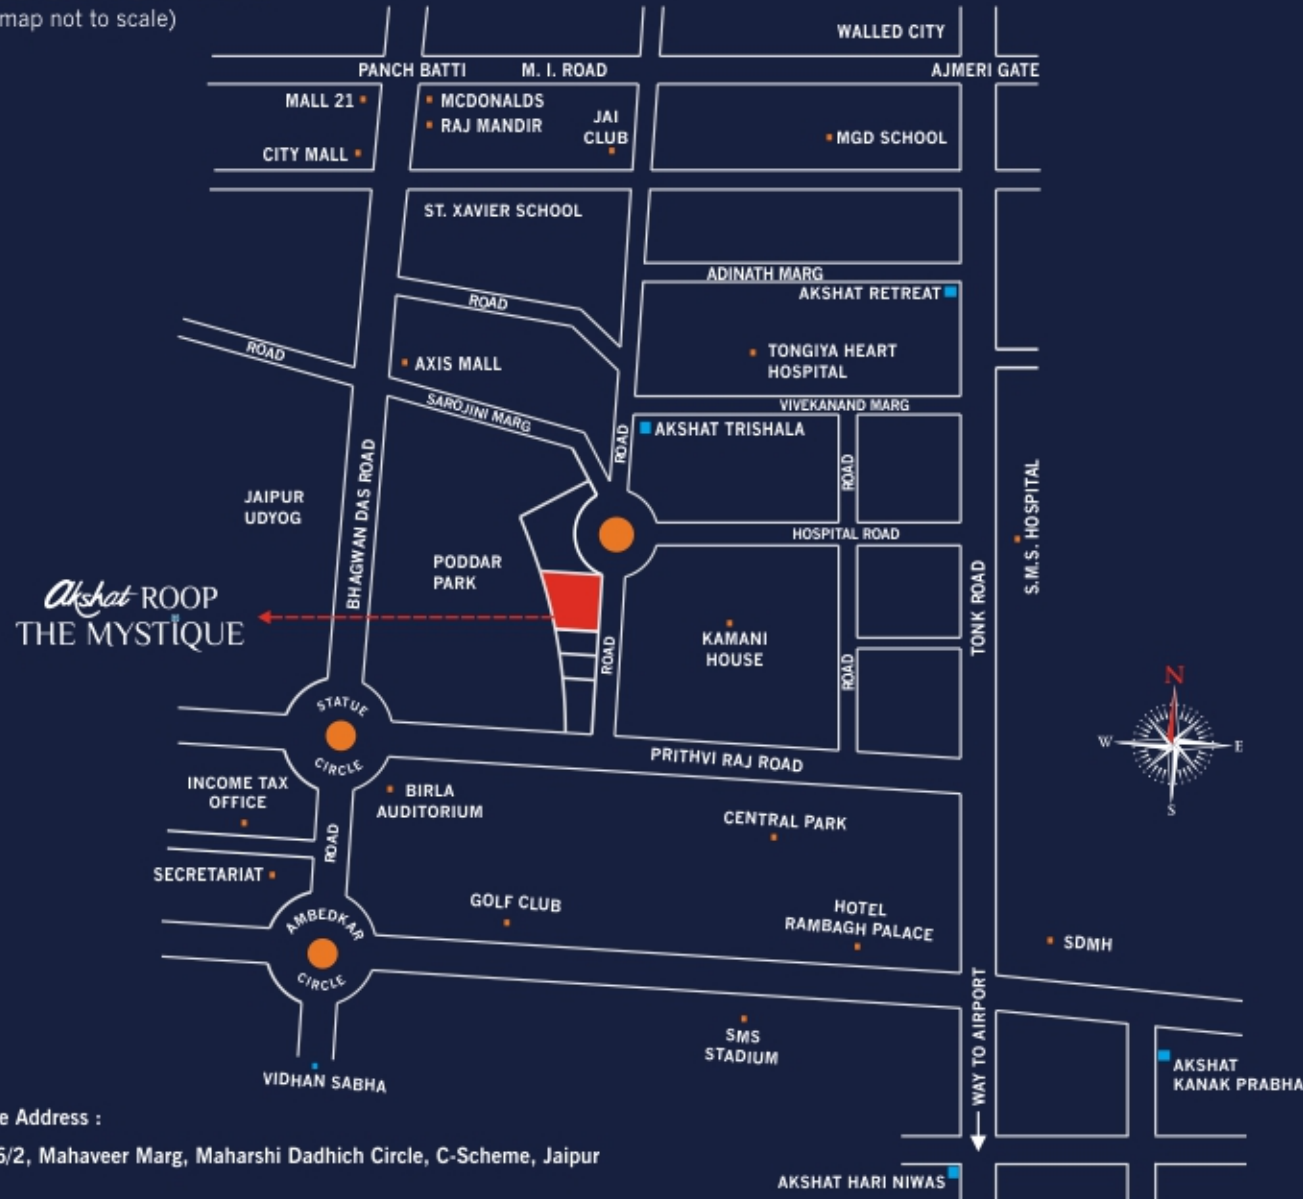 map not to scale)
WALLED CITY
PANCH BATTI
M. I. ROAD
AJMERI GATE
MALL 21
MCDONALDS
RAJ MANDIR
JAI
CLUB
CITY MALL
MGD SCHOOL
ST. XAVIER SCHOOL
ADINATH MARG
AKSHAT RETREAT
ROAD
ROAD
AXIS MALL
TONGIYA HEART
HOSPITAL
SAROJINI MARG
VIVEKANAND MARG
ROAD
AKSHAT TRISHALA
ROAD
BHAGWAN DAS ROAD
JAIPUR
UDYOG
S.M.S. HOSPITAL
HOSPITAL ROAD
PODDAR
PARK
TONK ROAD
Akshat ROOP
THE MYSTIQUE
KAMANI
HOUSE
ROAD
ROAD
N
W
E
S
STATUE
CIRCLE
PRITHVI RAJ ROAD
INCOME TAX
OFFICE
BIRLA
AUDITORIUM
CENTRAL PARK
ROAD
SECRETARIAT
GOLF CLUB
HOTEL
RAMBAGH PALACE
AMBEDKAR
CIRCLE
SDMH
SMS
STADIUM
WAY TO AIRPORT
VIDHAN SABHA
AKSHAT
KANAK PRABHA
e Address :
6/2, Mahaveer Marg, Maharshi Dadhich Circle, C-Scheme, Jaipur
AKSHAT HARI NIWAS